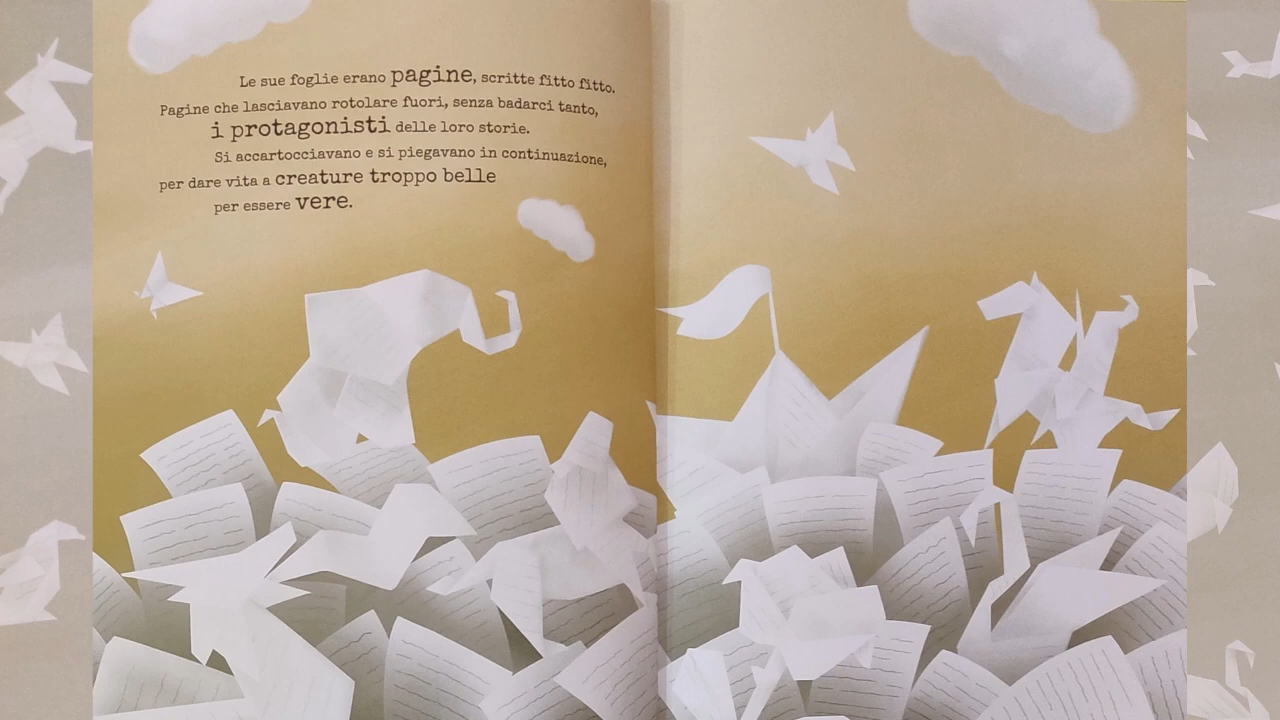 Le sue foglie erano pagine, scritte fitto fitto.
Pagine che lasciavano rotolare fuori, senza badarci tanto,
i protagonisti delle loro storie.
Si accartocciavano e si piegavano in continuazione,
per dare vita a creature troppo belle
per essere vere.